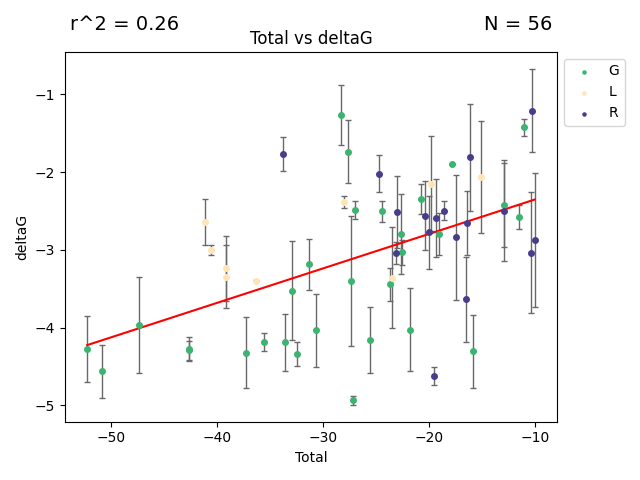 r^2 = 0.26
N = 56
Total vs deltaG
G
L
R
−1
−2
−3
−4
−5
deltaG
−50
−40
−30
−20
−10
Total